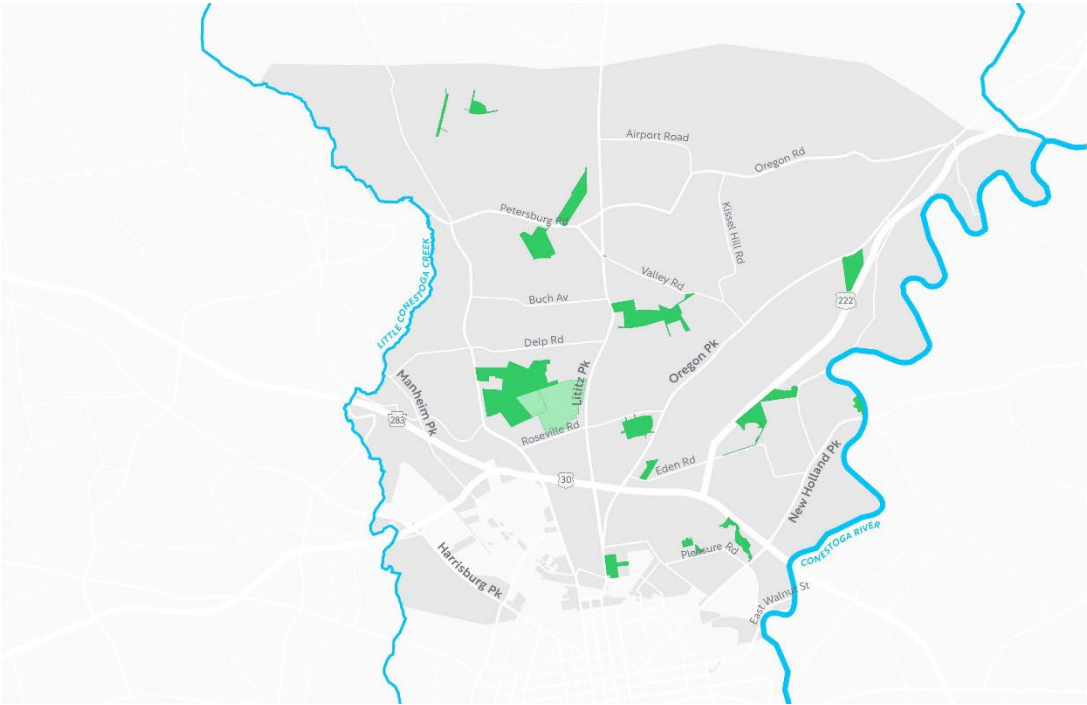 Airport Road
Oregon Rd
Petersburg Rd
Kissel Hill Rd
LITTLE CONESTOGA CREEK
Valley Rd
Buch Av
222
Delp Rd
Oregon Pk
Manheim Pk
Lititz Pk
283
Roseville Rd
Eden Rd
New Holland Pk
30
Pleasure Rd
CONESTOGA RIVER
Harrisburg Pk
East Walnut St